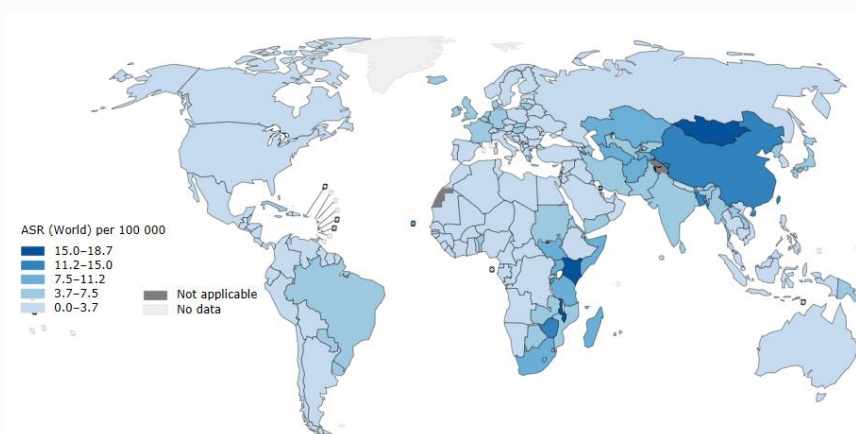 ASR (World) per 100 000
15.0–18.7
11.2–15.0
7.5–11.2
3.7–7.5
0.0–3.7
Not applicable
No data